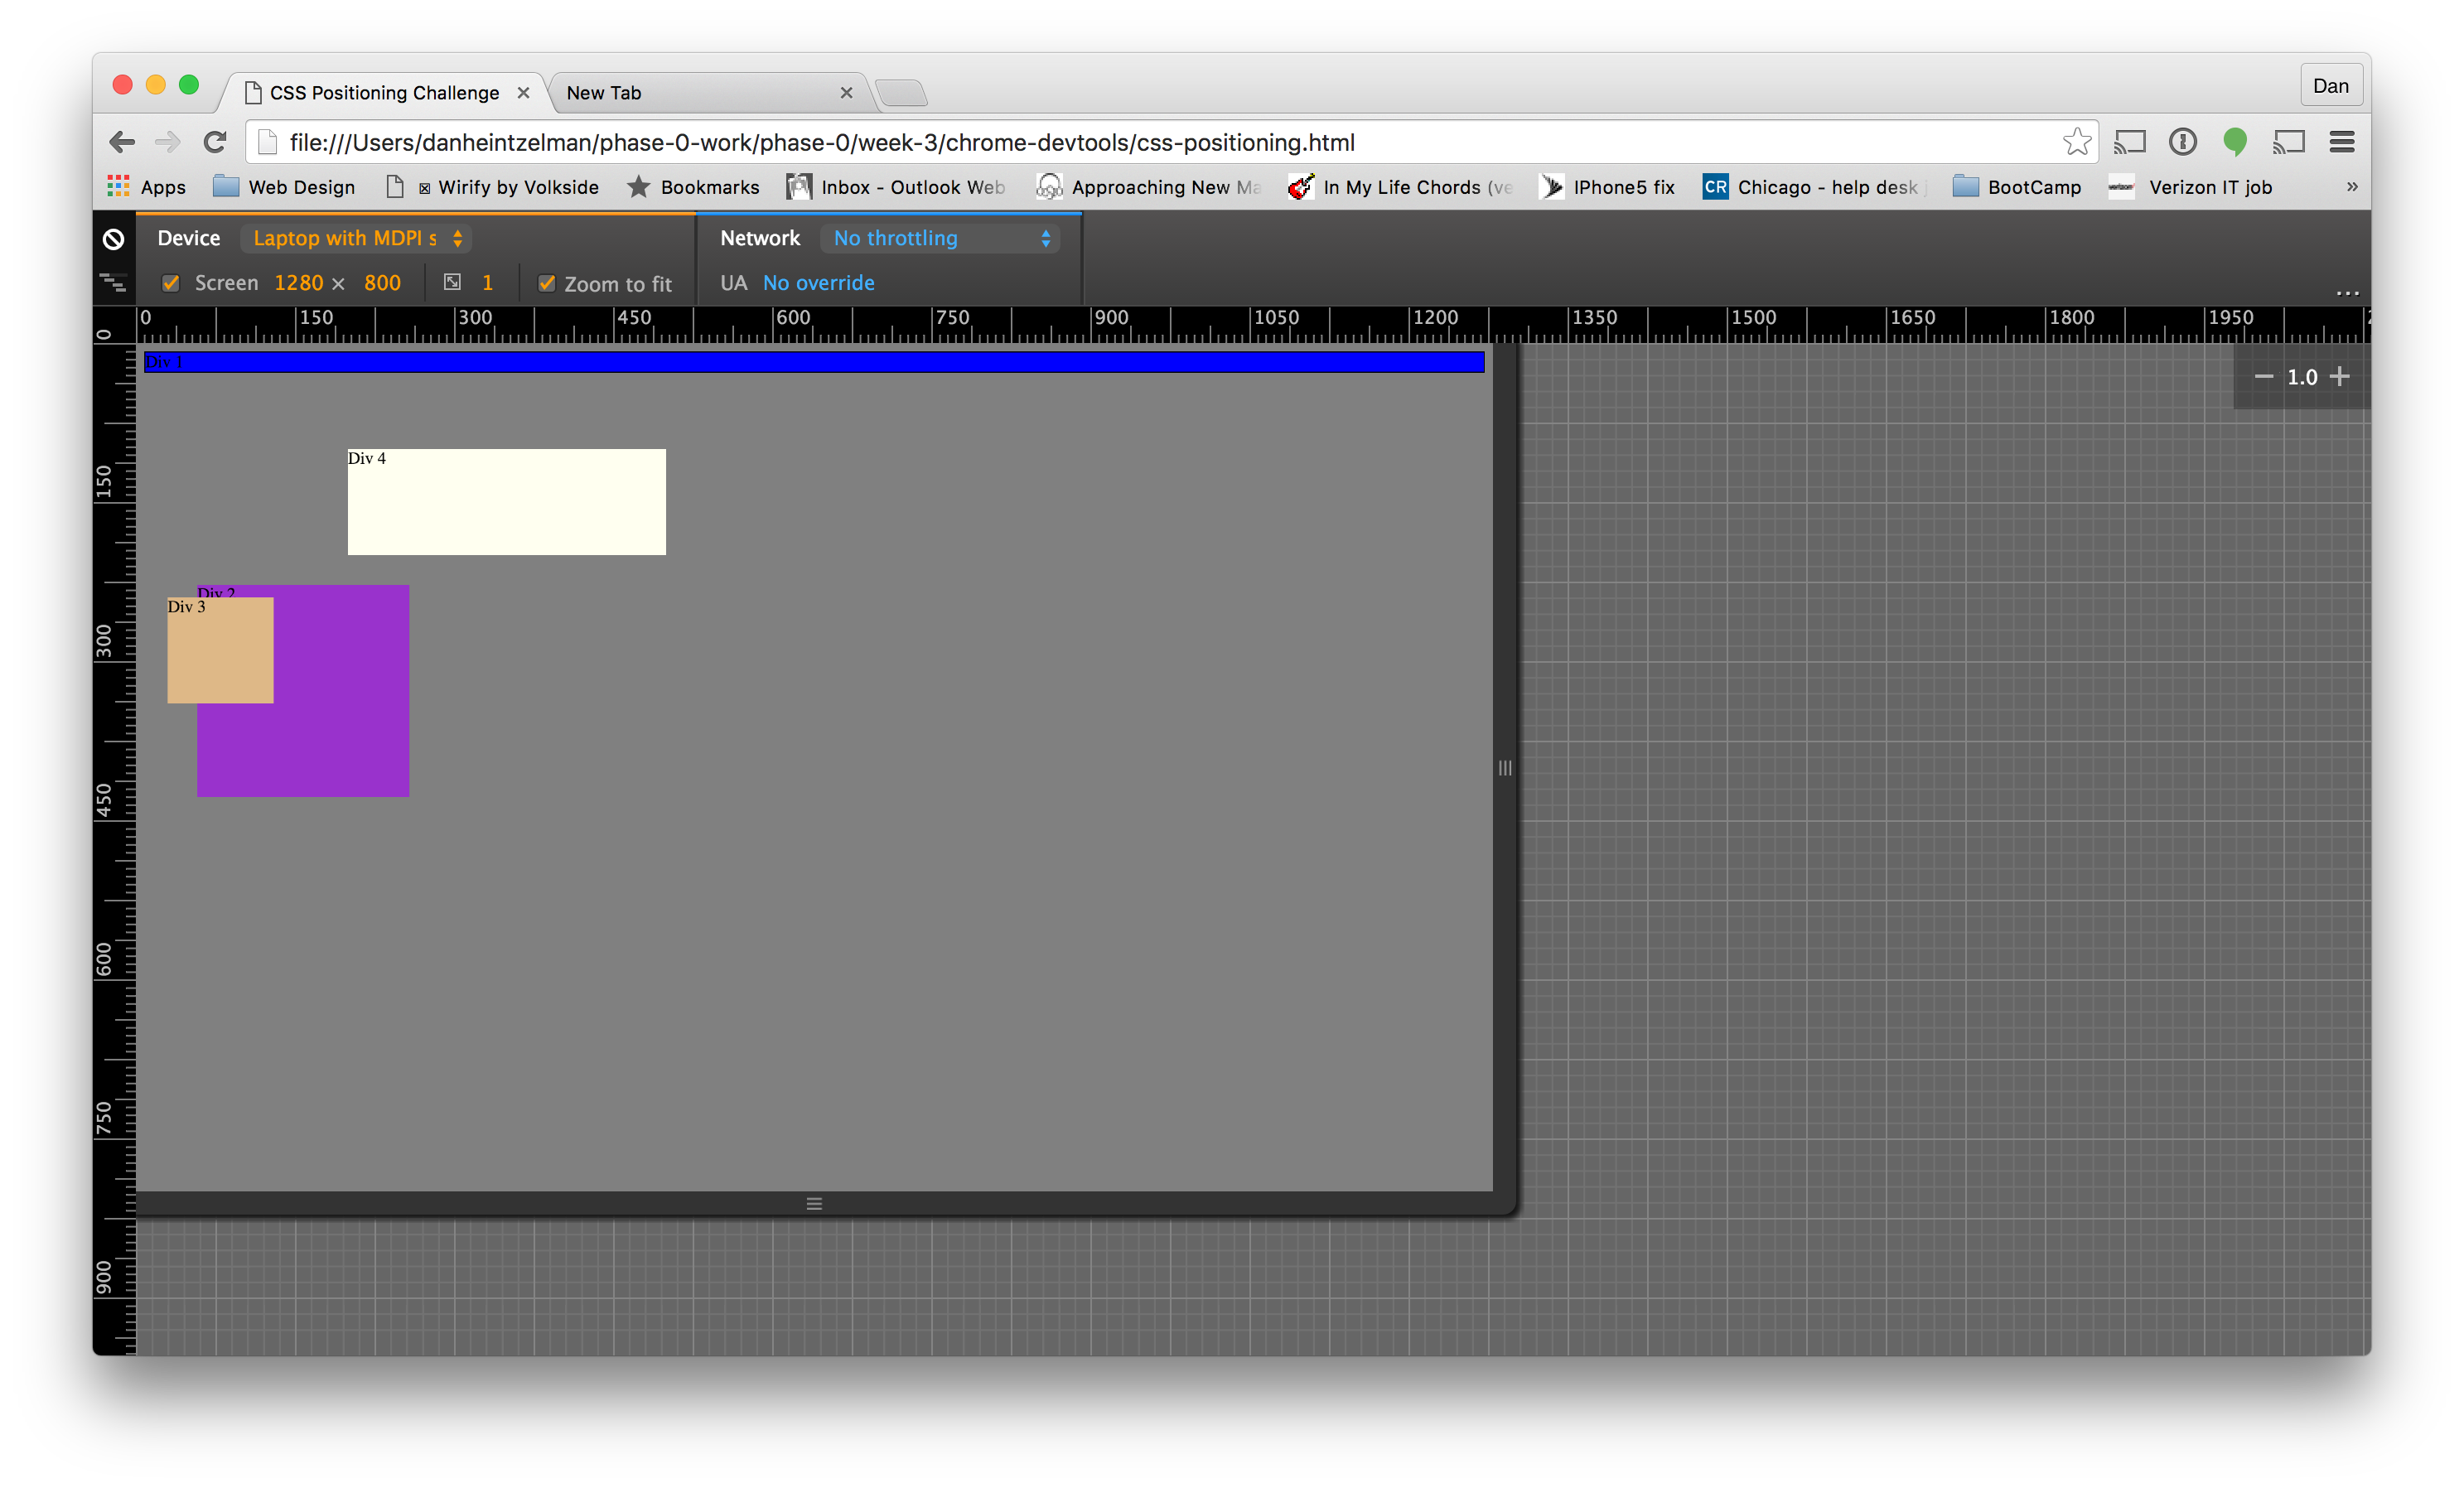 CSS Positioning Challenge × New Tab × Dan
file:///Users/danheintzelman/phase-0-work/phase-0/week-3/chrome-devtools/css-positioning.html
Apps Web Design Wirify by Volkside Bookmarks Inbox - Outlook Web Approaching New Ma In My Life Chords (ve IPhone5 fix CR Chicago - help desk BootCamp Verizon IT job »
Device Laptop with MDPI s Network No throttling
Screen 1280 × 800 1 Zoom to fit UA No override ...
0 150 300 450 600 750 900 1050 1200 1350 1500 1650 1800 1950
0
Div 1
1.0
Div 4
150
Div 2
Div 3
300
450
600
750
900